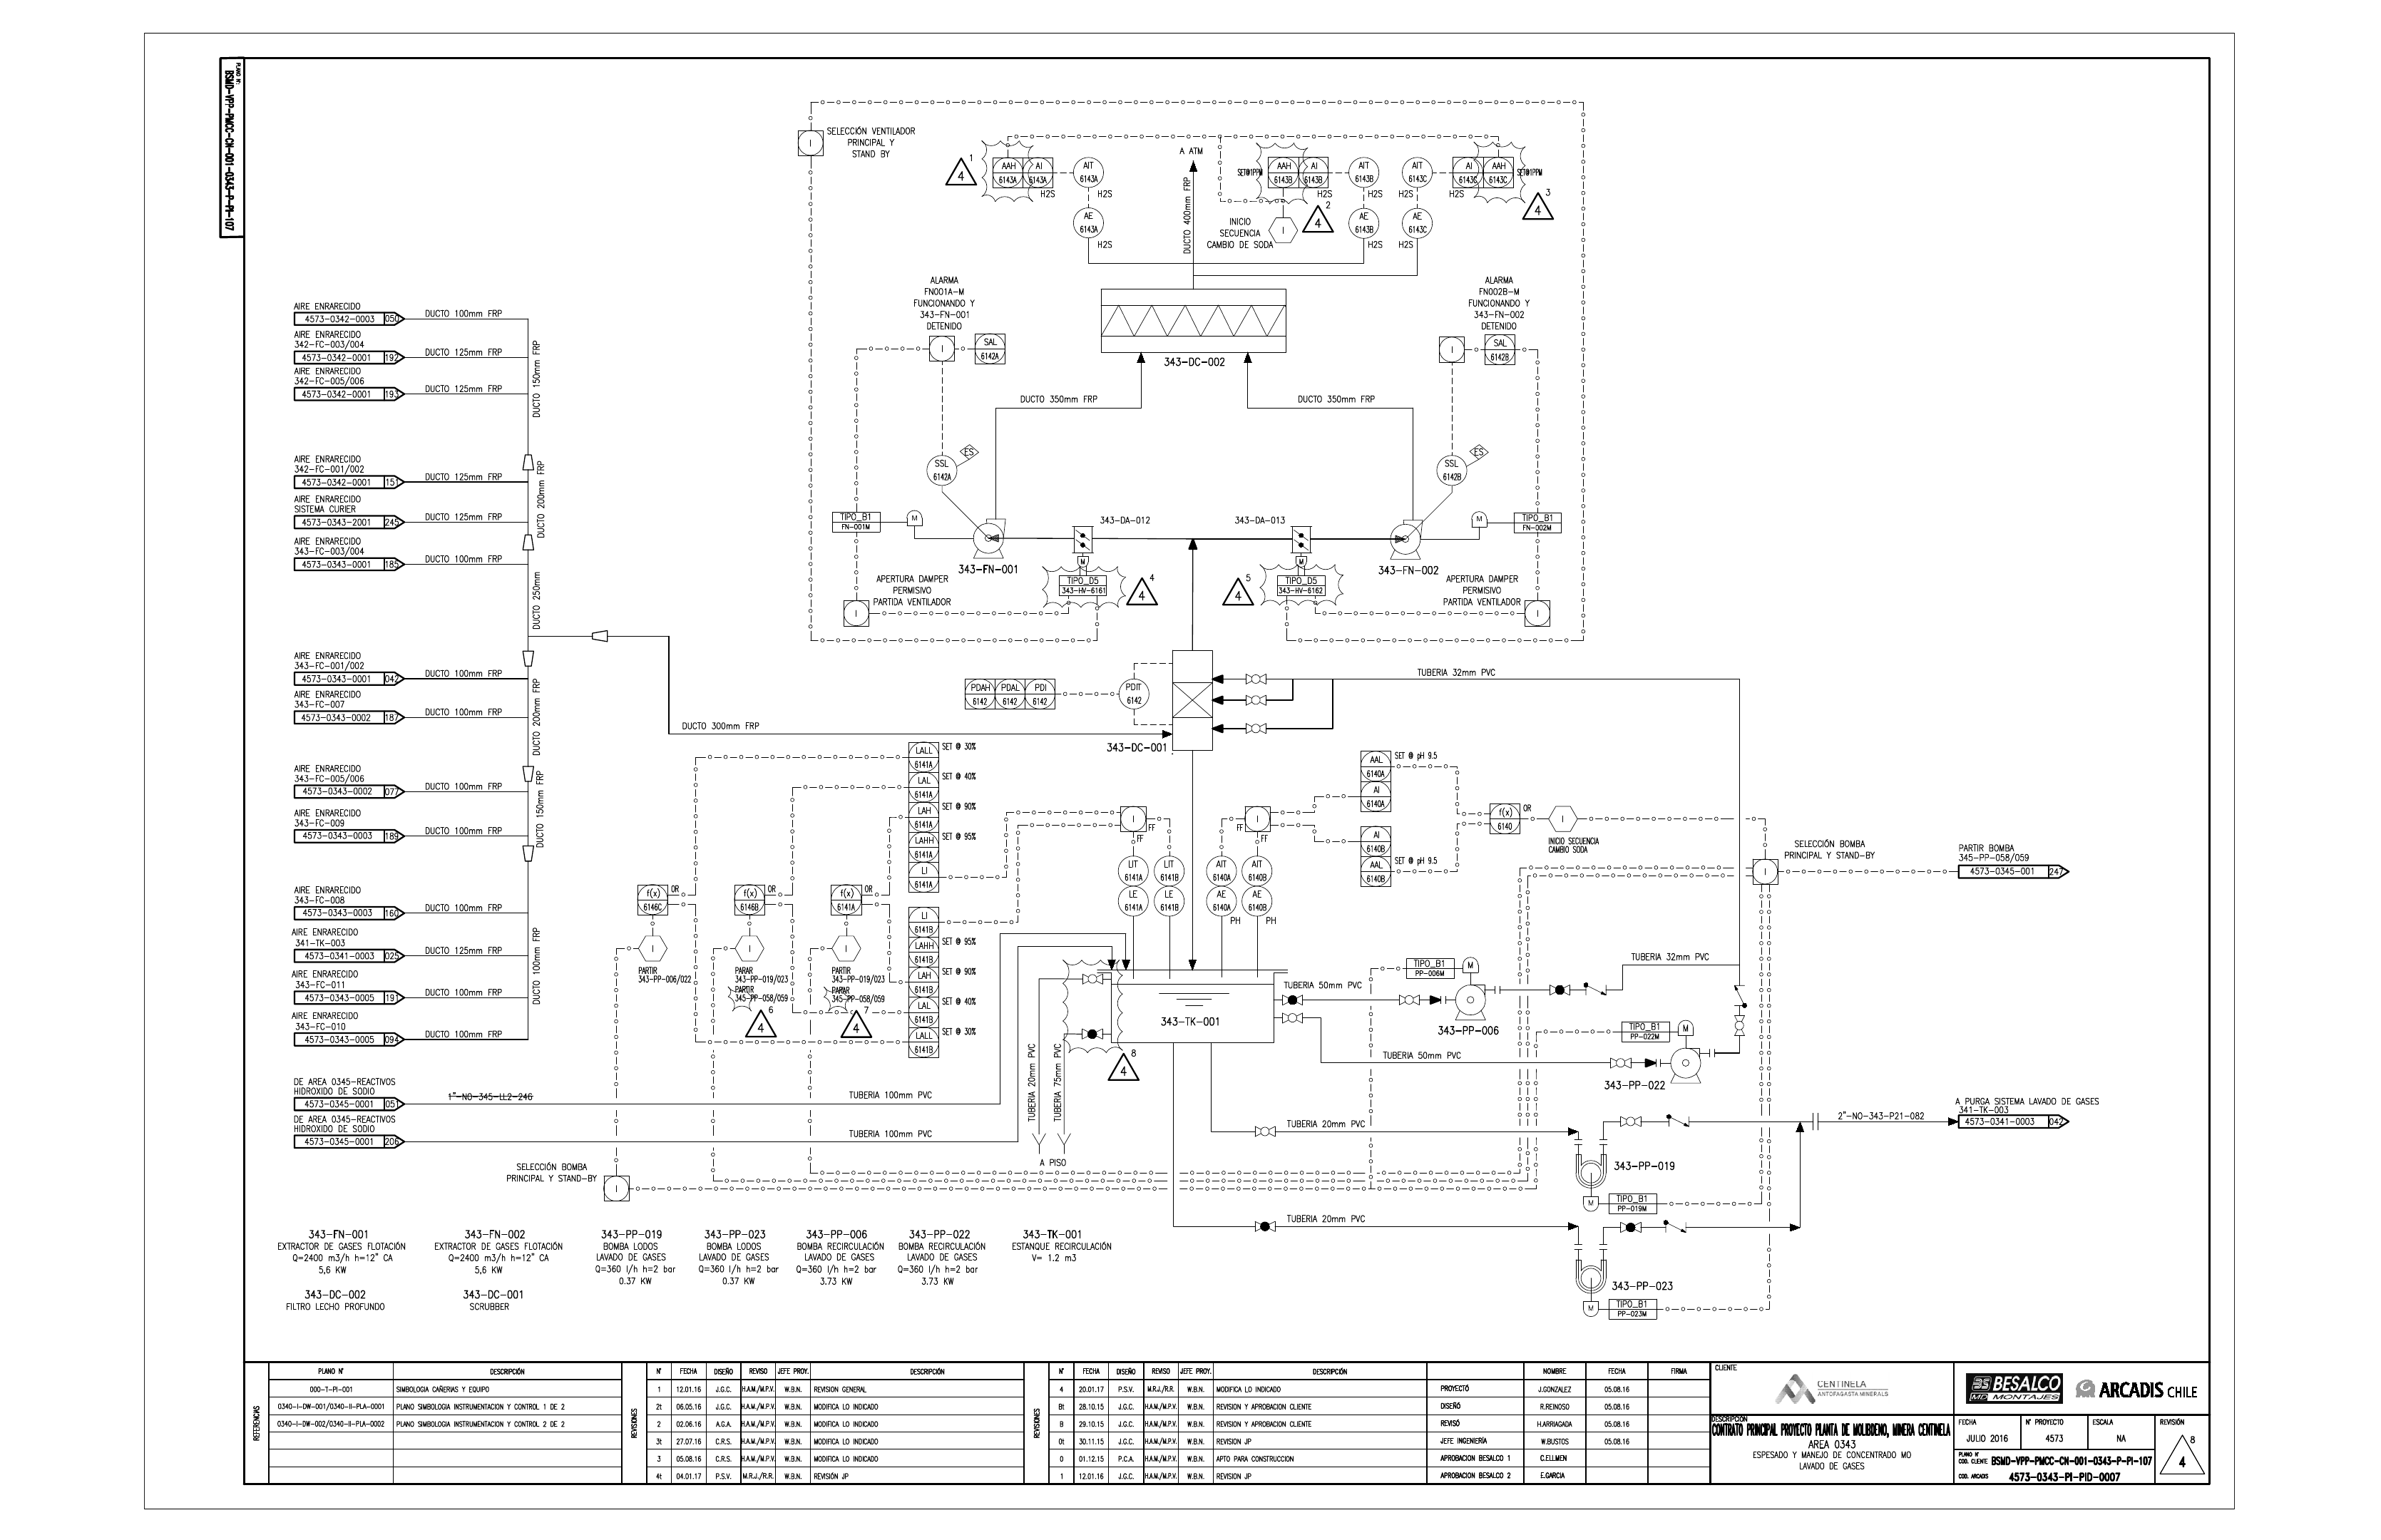 PLANO N°:
BSMD-VPP-PMCC-CN-001-0343-P-PI-107
SELECCIÓN VENTILADOR
PRINCIPAL Y
STAND BY
1
4
AAH
6143A
AI
6143A
H2S
AIT
6143A
H2S
AE
6143A
H2S
A ATM
DUCTO 400mm FRP
SET@1PPM
AAH
6143B
AI
6143B
H2S
AIT
6143B
H2S
AE
6143B
H2S
AIT
6143C
AE
6143C
H2S
AI
6143C
H2S
AAH
6143C
SET@1PPM
2
4
3
4
INICIO
SECUENCIA
CAMBIO DE SODA
I
ALARMA
FN001A-M
FUNCIONANDO Y
343-FN-001
DETENIDO
I
SAL
6142A
ALARMA
FN002B-M
FUNCIONANDO Y
343-FN-002
DETENIDO
I
SAL
6142B
343-DC-002
DUCTO 350mm FRP
DUCTO 350mm FRP
SSL
6142A
ES
SSL
6142B
ES
TIPO_B1
FN-001M
M
343-FN-001
343-DA-012
343-DA-013
343-FN-002
M
TIPO_B1
FN-002M
M
TIPO_D5
343-HV-6161
4
4
M
TIPO_D5
343-HV-6162
5
4
APERTURA DAMPER
PERMISIVO
PARTIDA VENTILADOR
I
APERTURA DAMPER
PERMISIVO
PARTIDA VENTILADOR
I
AIRE ENRARECIDO
4573-0342-0003 050
DUCTO 100mm FRP
AIRE ENRARECIDO
342-FC-003/004
4573-0342-0001 192
DUCTO 125mm FRP
AIRE ENRARECIDO
342-FC-005/006
4573-0342-0001 193
DUCTO 125mm FRP
DUCTO 150mm FRP
AIRE ENRARECIDO
342-FC-001/002
4573-0342-0001 151
DUCTO 125mm FRP
AIRE ENRARECIDO
SISTEMA CURIER
4573-0343-2001 245
DUCTO 125mm FRP
DUCTO 200mm FRP
AIRE ENRARECIDO
343-FC-003/004
4573-0343-0001 185
DUCTO 100mm FRP
DUCTO 250mm
AIRE ENRARECIDO
343-FC-001/002
4573-0343-0001 042
DUCTO 100mm FRP
AIRE ENRARECIDO
343-FC-007
4573-0343-0002 187
DUCTO 100mm FRP
DUCTO 200mm FRP
AIRE ENRARECIDO
343-FC-005/006
4573-0343-0002 077
DUCTO 100mm FRP
AIRE ENRARECIDO
343-FC-009
4573-0343-0003 189
DUCTO 100mm FRP
DUCTO 150mm FRP
AIRE ENRARECIDO
343-FC-008
4573-0343-0003 160
DUCTO 100mm FRP
AIRE ENRARECIDO
341-TK-003
4573-0341-0003 025
DUCTO 125mm FRP
AIRE ENRARECIDO
343-FC-011
4573-0343-0005 191
DUCTO 100mm FRP
AIRE ENRARECIDO
343-FC-010
4573-0343-0005 094
DUCTO 100mm FRP
DUCTO 100mm FRP
DE AREA 0345-REACTIVOS
HIDROXIDO DE SODIO
4573-0345-0001 051
1"-NO-345-LL2-246
TUBERIA 100mm PVC
DE AREA 0345-REACTIVOS
HIDROXIDO DE SODIO
4573-0345-0001 206
TUBERIA 100mm PVC
DUCTO 300mm FRP
PDAH
6142
PDAL
6142
PDI
6142
PDIT
6142
343-DC-001
TUBERIA 32mm PVC
LALL
6141A
SET @ 30%
LAL
6141A
SET @ 40%
LAH
6141A
SET @ 90%
LAHH
6141A
SET @ 95%
LI
6141A
LI
6141B
LAHH
6141B
SET @ 95%
LAH
6141B
SET @ 90%
LAL
6141B
SET @ 40%
LALL
6141B
SET @ 30%
f(x)
6146C
OR
f(x)
6146B
OR
f(x)
6141A
OR
I
PARTIR
343-PP-006/022
I
PARAR
343-PP-019/023
PARTIR
345-PP-058/059
6
4
I
PARTIR
343-PP-019/023
PARAR
345-PP-058/059
7
4
I
FF
FF
LIT
6141A
LIT
6141B
LE
6141A
LE
6141B
I
FF
FF
AIT
6140A
AIT
6140B
AE
6140A
PH
AE
6140B
PH
AAL
6140A
SET @ pH 9.5
AI
6140A
AI
6140B
AAL
6140B
SET @ pH 9.5
f(x)
6140
OR
I
INICIO SECUENCIA
CAMBIO SODA
SELECCIÓN BOMBA
PRINCIPAL Y STAND-BY
I
PARTIR BOMBA
345-PP-058/059
4573-0345-001 247
343-TK-001
8
4
TUBERIA 20mm PVC
TUBERIA 75mm PVC
A PISO
TUBERIA 50mm PVC
TIPO_B1
PP-006M
M
343-PP-006
TUBERIA 32mm PVC
TUBERIA 50mm PVC
TIPO_B1
PP-022M
M
343-PP-022
TUBERIA 20mm PVC
343-PP-019
M
TIPO_B1
PP-019M
2"-NO-343-P21-082
A PURGA SISTEMA LAVADO DE GASES
341-TK-003
4573-0341-0003 042
TUBERIA 20mm PVC
343-PP-023
M
TIPO_B1
PP-023M
SELECCIÓN BOMBA
PRINCIPAL Y STAND-BY
I
343-FN-001
EXTRACTOR DE GASES FLOTACIÓN
Q=2400 m3/h h=12" CA
5,6 KW
343-FN-002
EXTRACTOR DE GASES FLOTACIÓN
Q=2400 m3/h h=12" CA
5,6 KW
343-PP-019
BOMBA LODOS
LAVADO DE GASES
Q=360 l/h h=2 bar
0.37 KW
343-PP-023
BOMBA LODOS
LAVADO DE GASES
Q=360 l/h h=2 bar
0.37 KW
343-PP-006
BOMBA RECIRCULACIÓN
LAVADO DE GASES
Q=360 l/h h=2 bar
3.73 KW
343-PP-022
BOMBA RECIRCULACIÓN
LAVADO DE GASES
Q=360 l/h h=2 bar
3.73 KW
343-TK-001
ESTANQUE RECIRCULACIÓN
V= 1.2 m3
343-DC-002
FILTRO LECHO PROFUNDO
343-DC-001
SCRUBBER
REFERENCIAS
PLANO N° DESCRIPCIÓN
000-T-PI-001 SIMBOLOGIA CAÑERIAS Y EQUIPO
0340-I-DW-001/0340-II-PLA-0001 PLANO SIMBOLOGIA INSTRUMENTACION Y CONTROL 1 DE 2
0340-I-DW-002/0340-II-PLA-0002 PLANO SIMBOLOGIA INSTRUMENTACION Y CONTROL 2 DE 2
REVISIONES
N° FECHA DISEÑO REVISO JEFE PROY. DESCRIPCIÓN
1 12.01.16 J.G.C. H.A.M./M.P.V. W.B.N. REVISION GENERAL
2t 06.05.16 J.G.C. H.A.M./M.P.V. W.B.N. MODIFICA LO INDICADO
2 02.06.16 A.G.A. H.A.M./M.P.V. W.B.N. MODIFICA LO INDICADO
3t 27.07.16 C.R.S. H.A.M./M.P.V. W.B.N. MODIFICA LO INDICADO
3 05.08.16 C.R.S. H.A.M./M.P.V. W.B.N. MODIFICA LO INDICADO
4t 04.01.17 P.S.V. M.R.J./R.R. W.B.N. REVISIÓN JP
REVISIONES
N° FECHA DISEÑO REVISO JEFE PROY. DESCRIPCIÓN
4 20.01.17 P.S.V. M.R.J./R.R. W.B.N. MODIFICA LO INDICADO
Bt 28.10.15 J.G.C. H.A.M./M.P.V. W.B.N. REVISION Y APROBACION CLIENTE
B 29.10.15 J.G.C. H.A.M./M.P.V. W.B.N. REVISION Y APROBACION CLIENTE
0t 30.11.15 J.G.C. H.A.M./M.P.V. W.B.N. REVISION JP
0 01.12.15 P.C.A. H.A.M./M.P.V. W.B.N. APTO PARA CONSTRUCCION
1 12.01.16 J.G.C. H.A.M./M.P.V. W.B.N. REVISION JP
NOMBRE FECHA FIRMA
PROYECTÓ J.GONZALEZ 05.08.16
DISEÑÓ R.REINOSO 05.08.16
REVISÓ H.ARRIAGADA 05.08.16
JEFE INGENIERÍA W.BUSTOS 05.08.16
APROBACION BESALCO 1 C.ELLMEN
APROBACION BESALCO 2 E.GARCIA
CLIENTE
CENTINELA
ANTOFAGASTA MINERALS
BESALCO
MD MONTAJES
ARCADIS CHILE
DESCRIPCIÓN
CONTRATO PRINCIPAL PROYECTO PLANTA DE MOLIBDENO, MINERA CENTINELA
AREA 0343
ESPESADO Y MANEJO DE CONCENTRADO MO
LAVADO DE GASES
FECHA N° PROYECTO ESCALA REVISIÓN
JULIO 2016 4573 NA
8
4
PLANO N°
COD. CLIENTE BSMD-VPP-PMCC-CN-001-0343-P-PI-107
COD. ARCADIS 4573-0343-PI-PID-0007